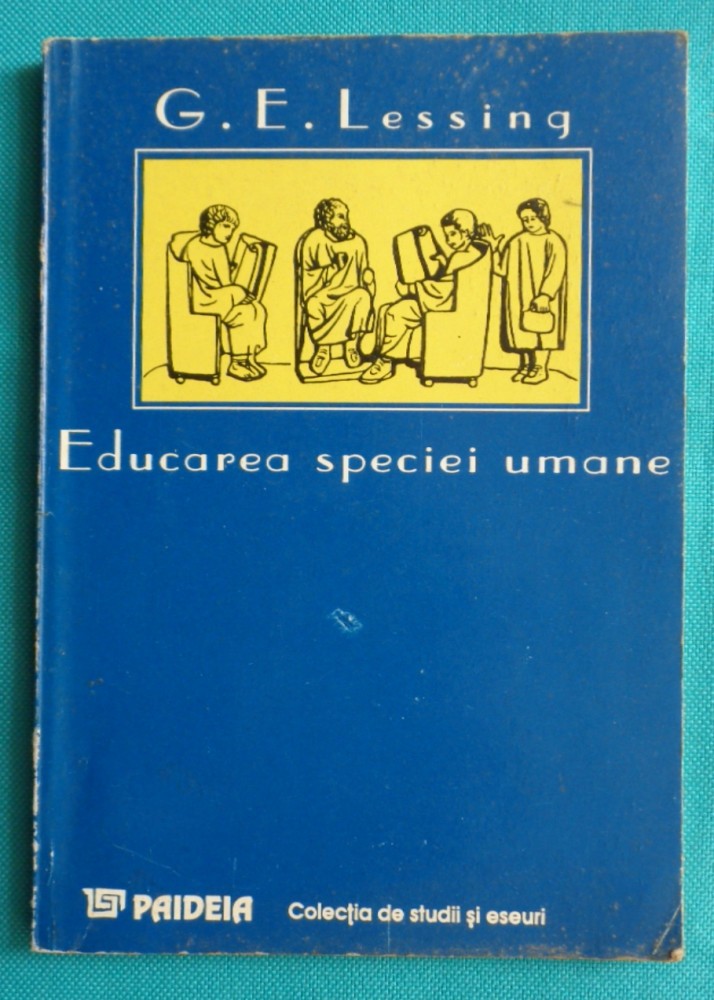 G. E. Lessing
Educarea speciei umane
PAIDEIA Colecția de studii și eseuri